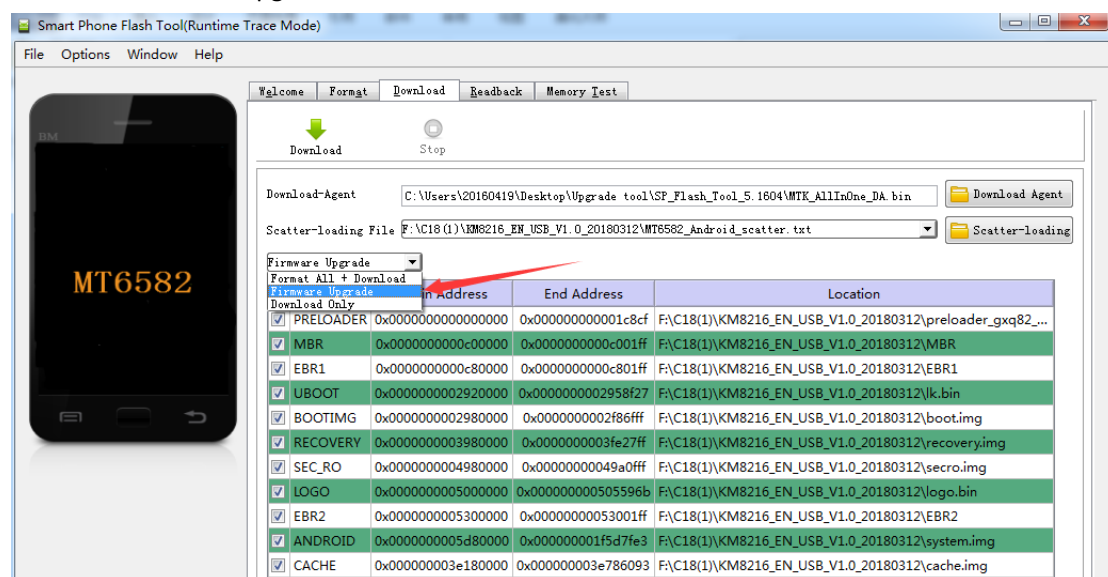 Smart Phone Flash Tool(Runtime Trace Mode)
File Options Window Help
Welcome Format Download Readback Memory Test
BM
Download Stop
Download-Agent C:\Users\20160419\Desktop\Upgrade tool\SP_Flash_Tool_5.1604\MTK_AllInOne_DA.bin Download Agent
Scatter-loading File F:\C18(1)\KM8216_EN_USB_V1.0_20180312\MT6582_Android_scatter.txt Scatter-loading
Firmware Upgrade
Format All + Download
Firmware Upgrade
Download Only
MT6582
in Address End Address Location
PRELOADER 0x0000000000000000 0x000000000001c8cf F:\C18(1)\KM8216_EN_USB_V1.0_20180312\preloader_gxq82_...
MBR 0x0000000000c00000 0x0000000000c001ff F:\C18(1)\KM8216_EN_USB_V1.0_20180312\MBR
EBR1 0x0000000000c80000 0x0000000000c801ff F:\C18(1)\KM8216_EN_USB_V1.0_20180312\EBR1
UBOOT 0x0000000002920000 0x0000000002958f27 F:\C18(1)\KM8216_EN_USB_V1.0_20180312\lk.bin
BOOTIMG 0x0000000002980000 0x0000000002f86fff F:\C18(1)\KM8216_EN_USB_V1.0_20180312\boot.img
RECOVERY 0x0000000003980000 0x0000000003fe27ff F:\C18(1)\KM8216_EN_USB_V1.0_20180312\recovery.img
SEC_RO 0x0000000004980000 0x00000000049a0fff F:\C18(1)\KM8216_EN_USB_V1.0_20180312\secro.img
LOGO 0x0000000005000000 0x000000000505596b F:\C18(1)\KM8216_EN_USB_V1.0_20180312\logo.bin
EBR2 0x0000000005300000 0x00000000053001ff F:\C18(1)\KM8216_EN_USB_V1.0_20180312\EBR2
ANDROID 0x0000000005d80000 0x000000001f5d7fe3 F:\C18(1)\KM8216_EN_USB_V1.0_20180312\system.img
CACHE 0x000000003e180000 0x000000003e786093 F:\C18(1)\KM8216_EN_USB_V1.0_20180312\cache.img